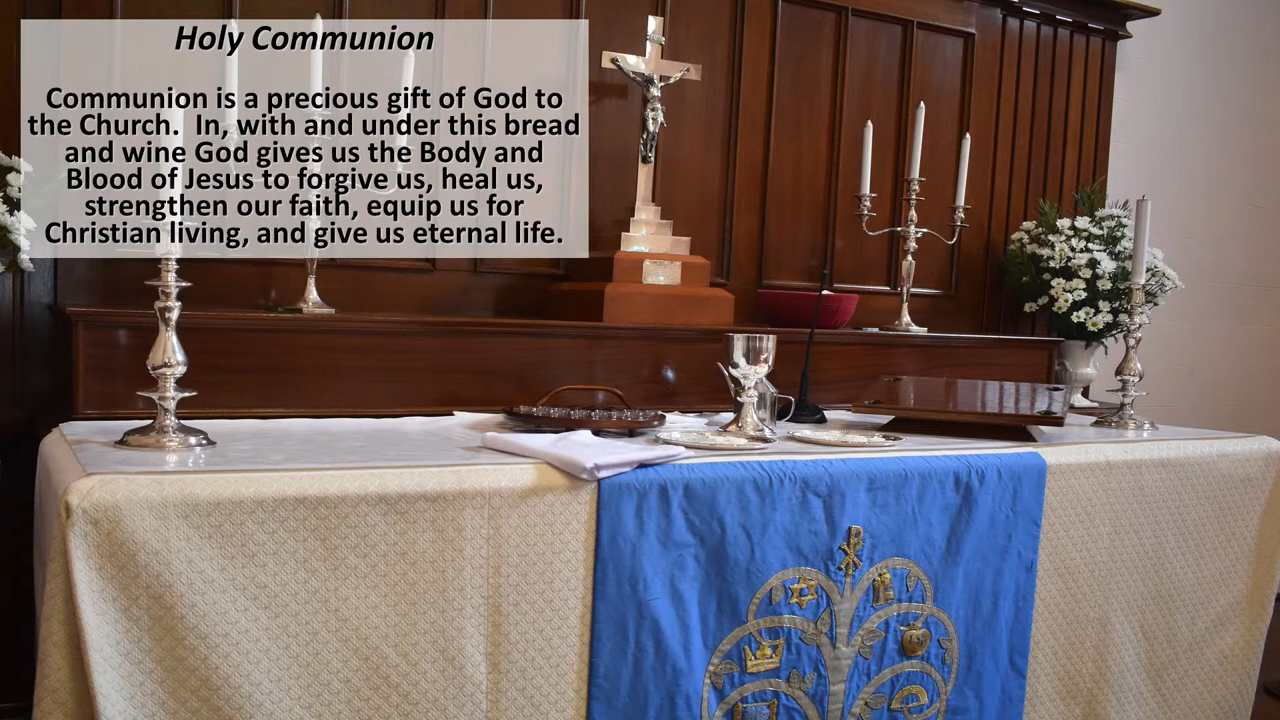 Holy Communion
Communion is a precious gift of God to
the Church.  In, with and under this bread
and wine God gives us the Body and
Blood of Jesus to forgive us, heal us,
strengthen our faith, equip us for
Christian living, and give us eternal life.